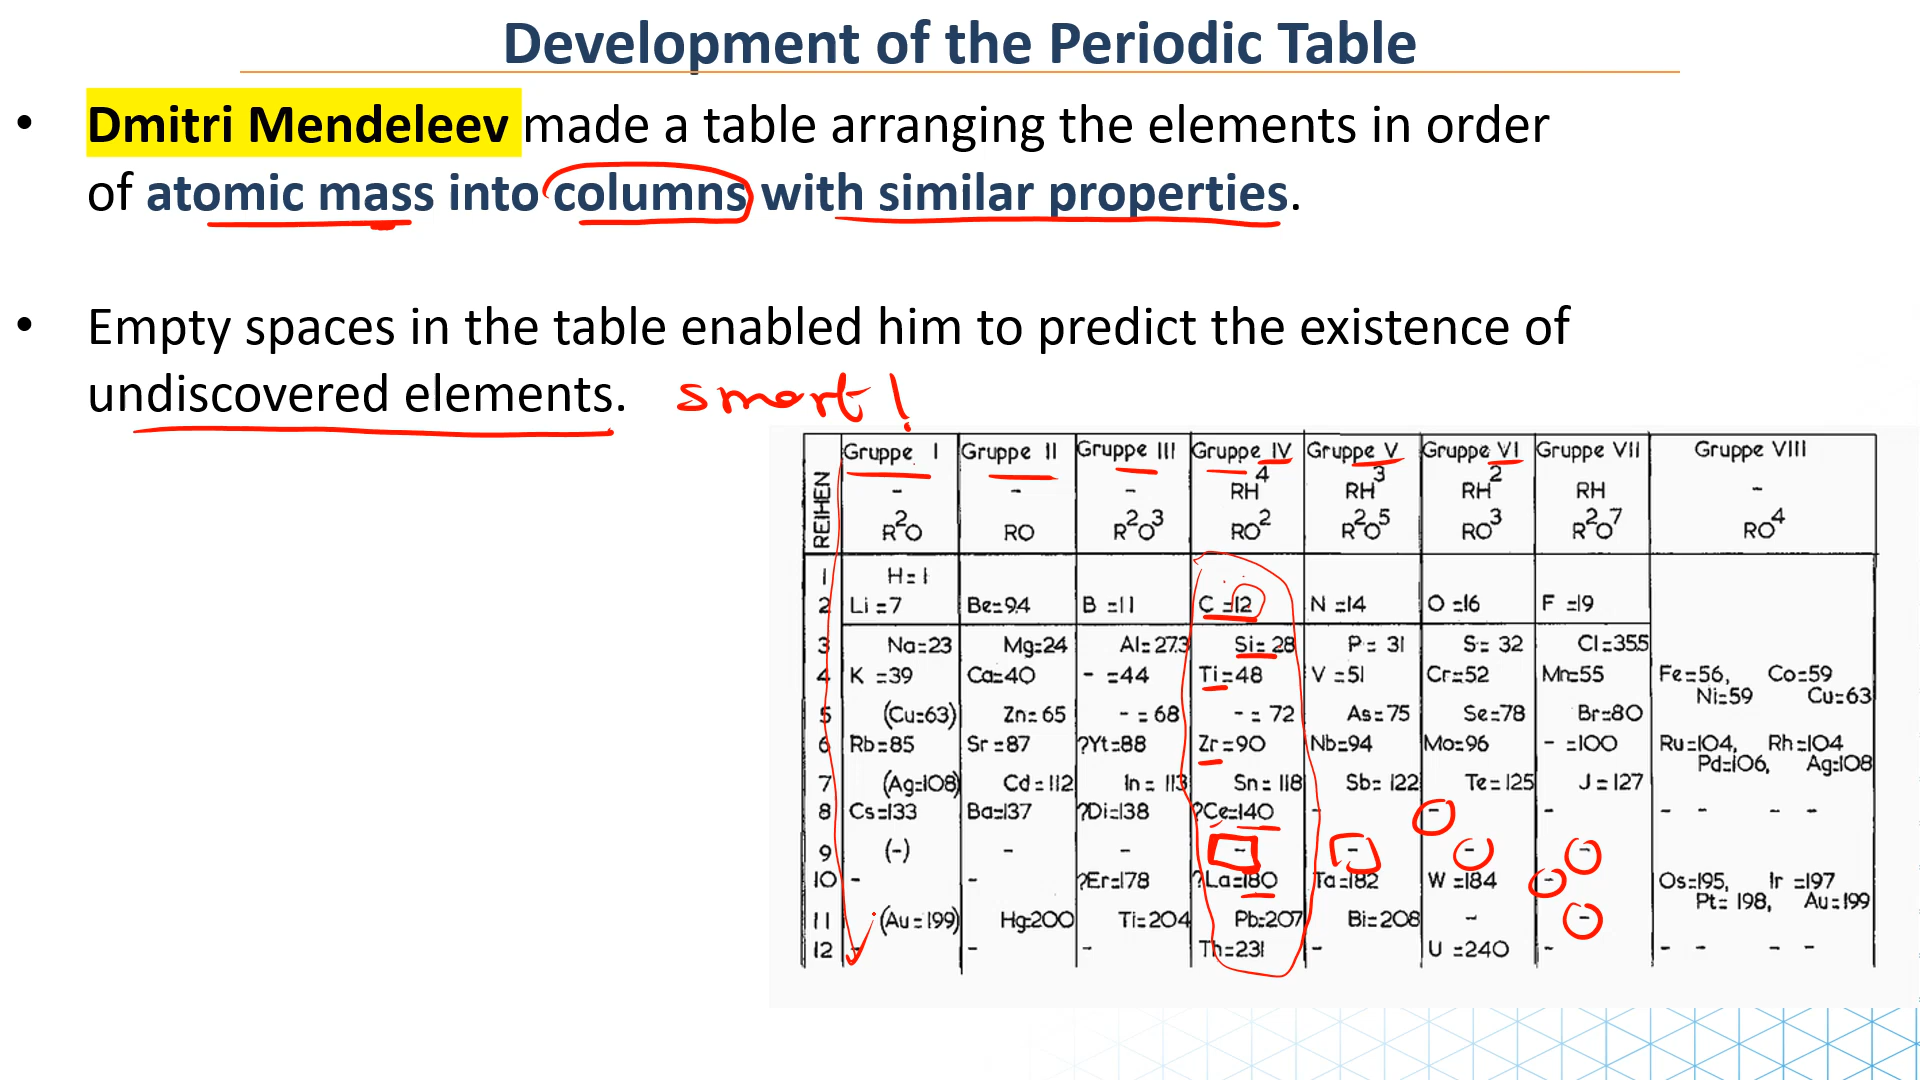 Development of the Periodic Table
• Dmitri Mendeleev made a table arranging the elements in order
of atomic mass into columns with similar properties.
• Empty spaces in the table enabled him to predict the existence of
undiscovered elements. smart!
REIHEN Gruppe I Gruppe II Gruppe III Gruppe IV Gruppe V Gruppe VI Gruppe VII Gruppe VIII
- - - RH⁴ RH³ RH² RH -
R²O RO R²O³ RO² R²O⁵ RO³ R²O⁷ RO⁴
1 H=1
2 Li=7 Be=9.4 B=11 C=12 N=14 O=16 F=19
3 Na=23 Mg=24 Al=27.3 Si=28 P=31 S=32 Cl=35.5
4 K=39 Ca=40 -=44 Ti=48 V=51 Cr=52 Mn=55 Fe=56, Co=59
Ni=59 Cu=63
5 (Cu=63) Zn=65 -=68 -=72 As=75 Se=78 Br=80
6 Rb=85 Sr=87 ?Yt=88 Zr=90 Nb=94 Mo=96 -=100 Ru=104, Rh=104
Pd=106, Ag=108
7 (Ag=108) Cd=112 In=113 Sn=118 Sb=122 Te=125 J=127
8 Cs=133 Ba=137 ?Di=138 ?Ce=140 - - - - - - -
9 (-) - - - - - -
10 - - ?Er=178 ?La=180 Ta=182 W=184 - Os=195, Ir=197
Pt=198, Au=199
11 (Au=199) Hg=200 Ti=204 Pb=207 Bi=208 - -
12 - - - Th=231 - U=240 - - - - -